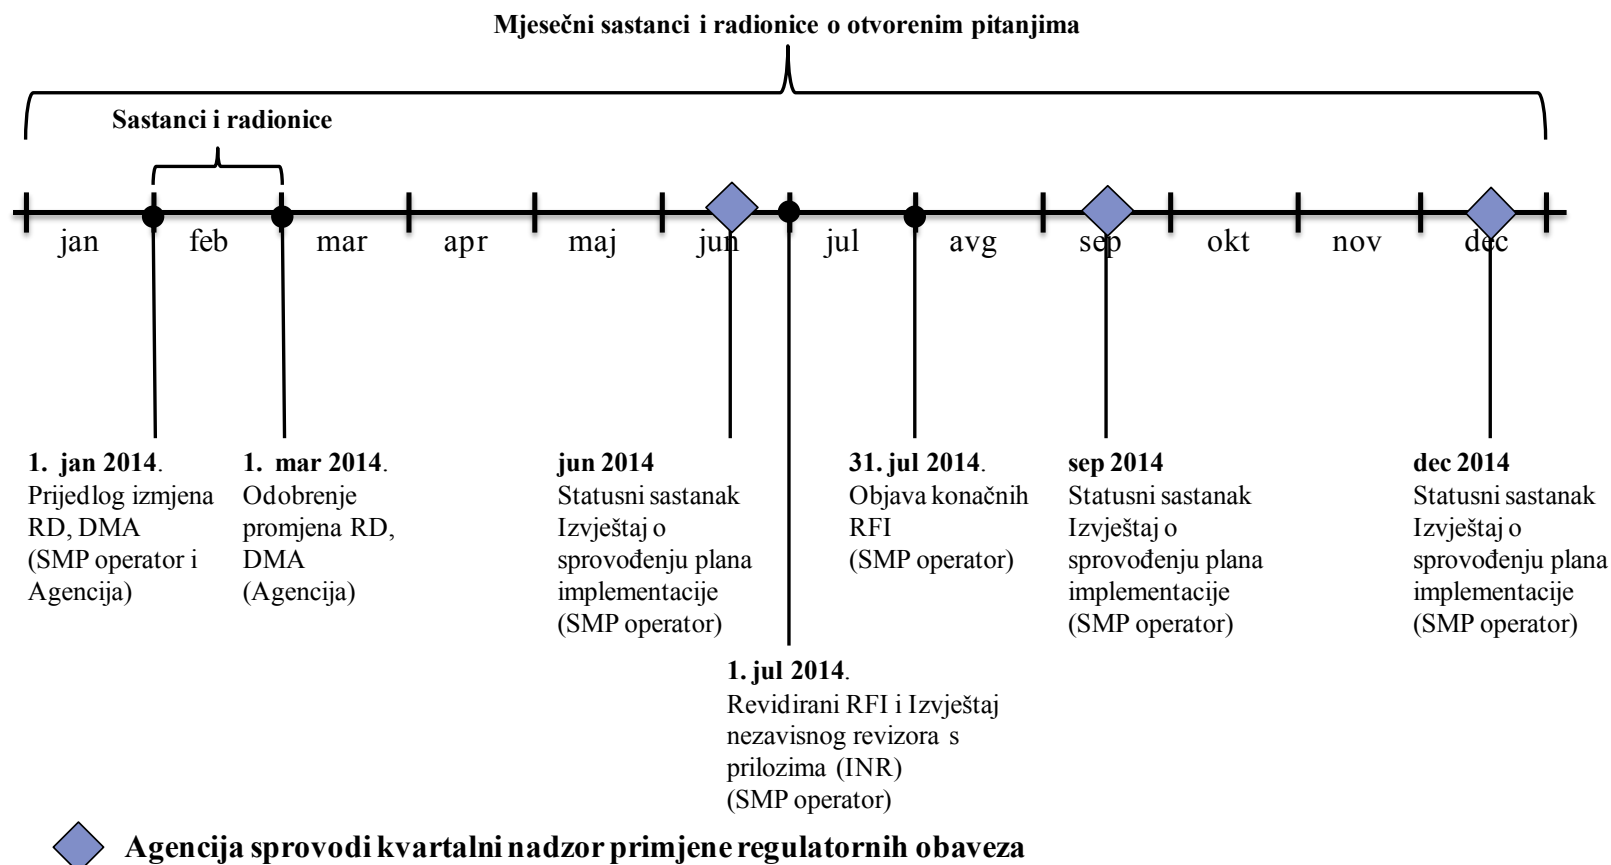 Mjesečni sastanci i radionice o otvorenim pitanjima
Sastanci i radionice
jan feb mar apr maj jun jul avg sep okt nov dec
1. jan 2014.
Prijedlog izmjena
RD, DMA
(SMP operator i
Agencija)
1. mar 2014.
Odobrenje
promjena RD,
DMA
(Agencija)
jun 2014
Statusni sastanak
Izvještaj o
sprovođenju plana
implementacije
(SMP operator)
31. jul 2014.
Objava konačnih
RFI
(SMP operator)
sep 2014
Statusni sastanak
Izvještaj o
sprovođenju plana
implementacije
(SMP operator)
dec 2014
Statusni sastanak
Izvještaj o
sprovođenju plana
implementacije
(SMP operator)
1. jul 2014.
Revidirani RFI i Izvještaj
nezavisnog revizora s
prilozima (INR)
(SMP operator)
Agencija sprovodi kvartalni nadzor primjene regulatornih obaveza